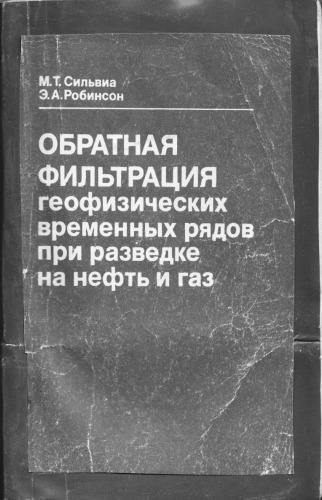 М.Т. Сильвиа
Э.А. Робинсон
ОБРАТНАЯ
ФИЛЬТРАЦИЯ
геофизических
временных рядов
при разведке
на нефть и газ